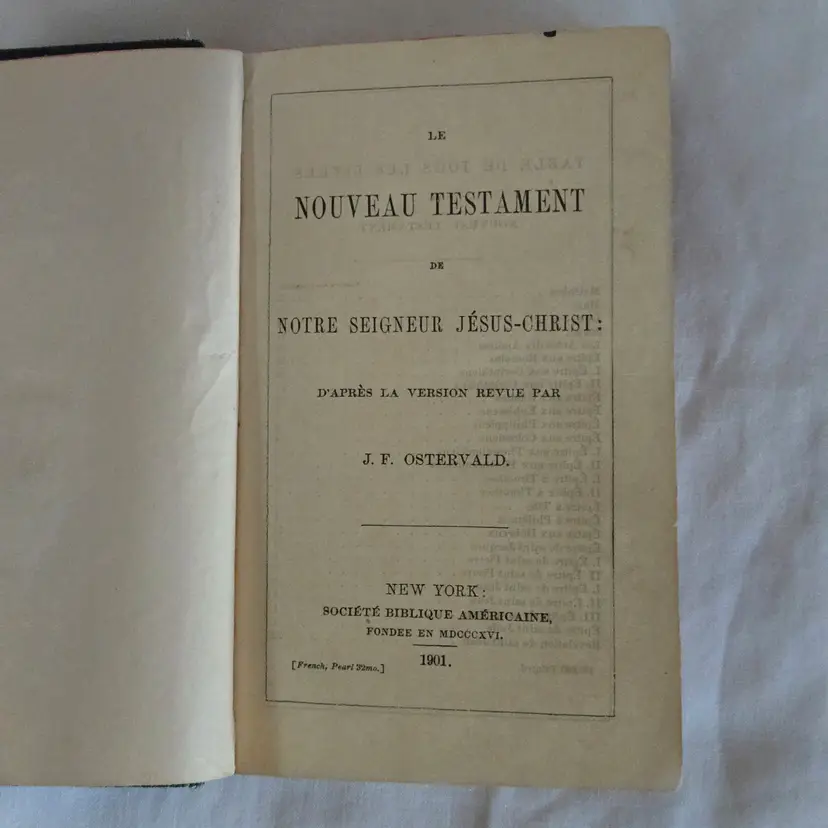 LE
NOUVEAU TESTAMENT
DE
NOTRE SEIGNEUR JÉSUS-CHRIST:
D'APRÈS LA VERSION REVUE PAR
J. F. OSTERVALD.
NEW YORK:
SOCIÉTÉ BIBLIQUE AMÉRICAINE,
FONDEE EN MDCCCXVI.
1901.
[French, Pearl 32mo.]